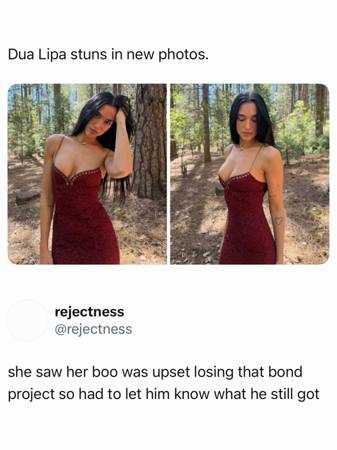 Dua Lipa stuns in new photos.
rejectness
@rejectness
she saw her boo was upset losing that bond
project so had to let him know what he still got